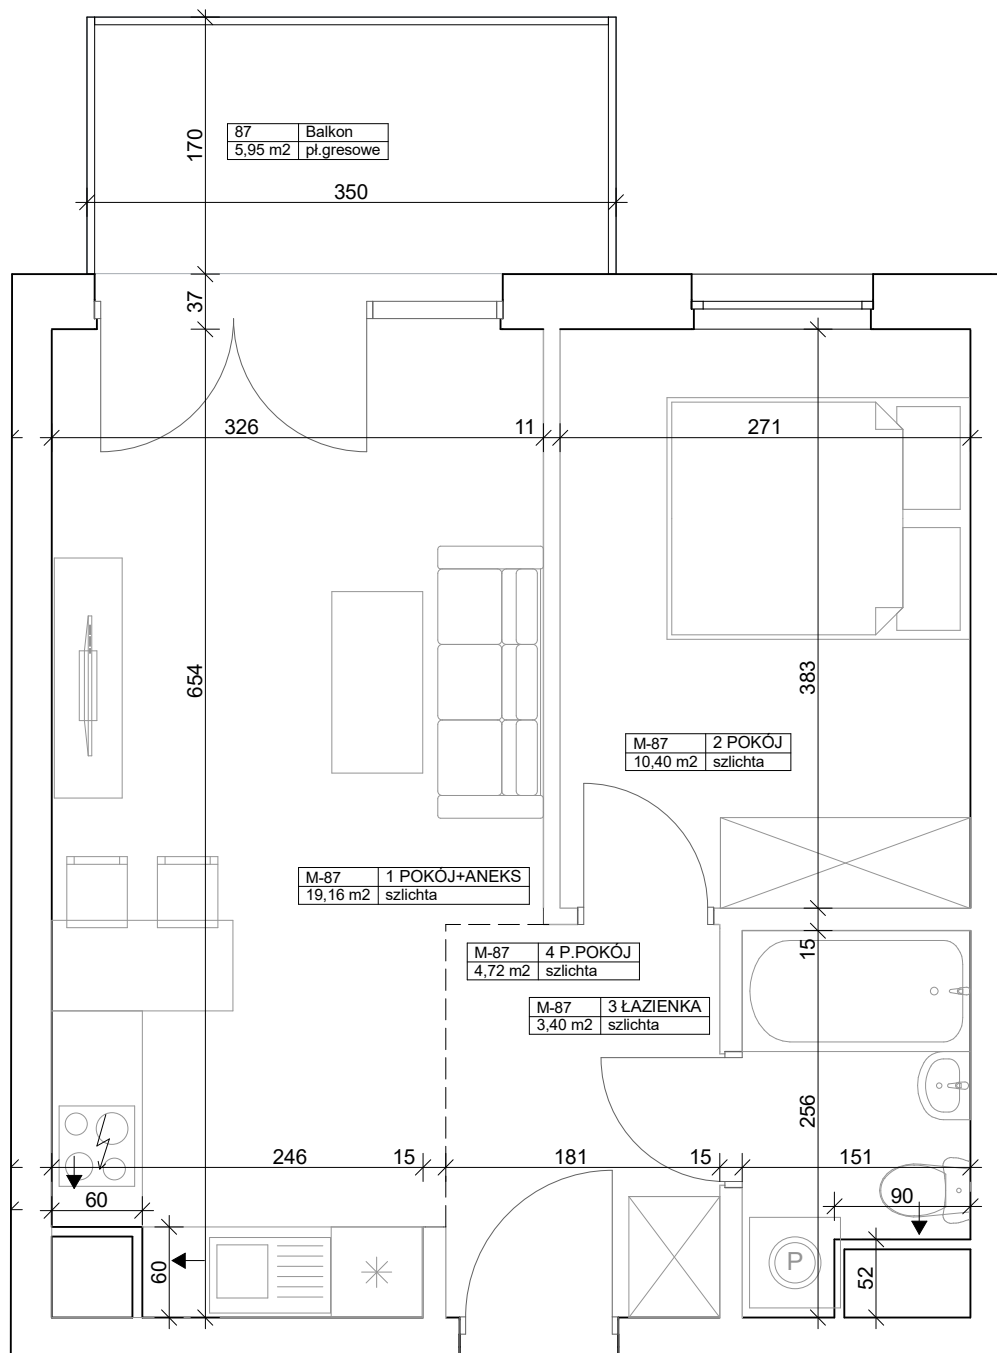 170
87 Balkon
5,95 m2 pł.gresowe
350
37
326 11 271
654
383
M-87 2 POKÓJ
10,40 m2 szlichta
M-87 1 POKÓJ+ANEKS
19,16 m2 szlichta
M-87 4 P.POKÓJ
4,72 m2 szlichta
15
M-87 3 ŁAZIENKA
3,40 m2 szlichta
256
246 15 181 15 151
60 90
60
P
52